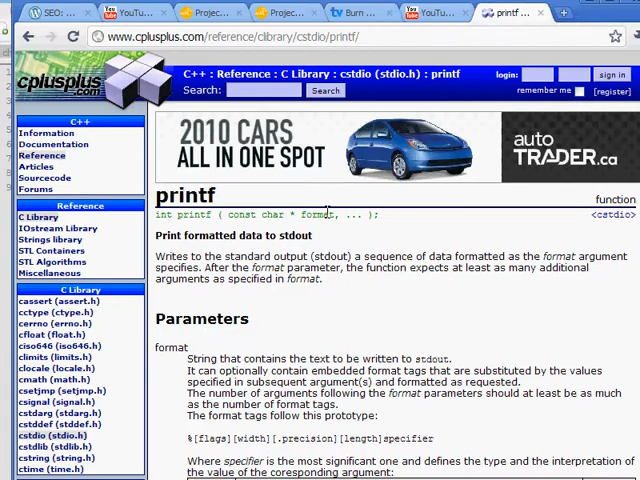 SEO: W
YouTu
Projec
Projec
Burn
YouTu
printf
www.cplusplus.com/reference/clibrary/cstdio/printf/
cplusplus
.com
C++ : Reference : C Library : cstdio (stdio.h) : printf
login:
sign in
Search:
Search
remember me
[register]
C++
Information
Documentation
Reference
Articles
Sourcecode
Forums
Reference
C Library
IOstream Library
Strings library
STL Containers
STL Algorithms
Miscellaneous
C Library
cassert (assert.h)
cctype (ctype.h)
cerrno (errno.h)
cfloat (float.h)
ciso646 (iso646.h)
climits (limits.h)
clocale (locale.h)
cmath (math.h)
csetjmp (setjmp.h)
csignal (signal.h)
cstdarg (stdarg.h)
cstddef (stddef.h)
cstdio (stdio.h)
cstdlib (stdlib.h)
cstring (string.h)
ctime (time.h)
2010 CARS
ALL IN ONE SPOT
auto
TRADER.ca
printf
function
int printf ( const char * format, ... );
<cstdio>
Print formatted data to stdout
Writes to the standard output (stdout) a sequence of data formatted as the format argument
specifies. After the format parameter, the function expects at least as many additional
arguments as specified in format.
Parameters
format
String that contains the text to be written to stdout.
It can optionally contain embedded format tags that are substituted by the values
specified in subsequent argument(s) and formatted as requested.
The number of arguments following the format parameters should at least be as much
as the number of format tags.
The format tags follow this prototype:
%[flags][width][.precision][length]specifier
Where specifier is the most significant one and defines the type and the interpretation of
the value of the coresponding argument: